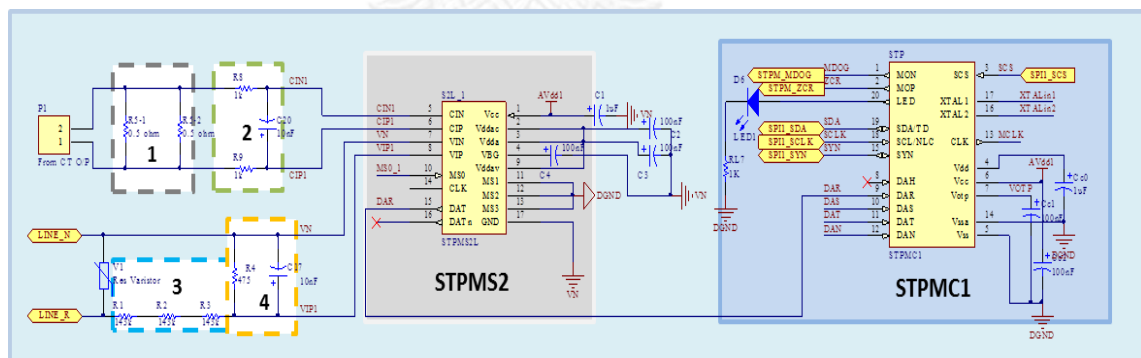 P1
2
1
From CT O/P
R5-1
0.5 ohm
R5-2
0.5 ohm
1
R8
1k
C20
10nF
2
R9
1k
CIN1
CIP1
LINE_N
LINE_R
V1
Res Varistor
3
R1
R2
R3
R4
475
10nF
4
VN
VIP1
S2L_1
CIN1
CIP1
VN
VIP1
MS0_1
DAR
5
6
7
8
10
14
15
16
CIN
CIP
VIN
VIP
MS0
CLK
DAT
DATn
Vcc
Vddac
Vdda
VBG
Vddav
MS1
MS2
MS3
GND
1
2
3
4
9
11
12
13
17
STPMS2L
STPMS2
AVdd1
C1
1uF
VN
100nF
C2
100nF
C3
100nF
C4
VN
DGND
VN
STP
STPM_MDOG
STPM_ZCR
MDOG
ZCR
D6
LED1
RL7
1K
DGND
SPI1_SDA
SPI1_SCLK
SPI1_SYN
SDA
SCLK
SYN
DAR
DAS
DAT
DAN
1
2
20
19
18
15
8
9
10
11
12
MON
MOP
LED
SDA/TD
SCL/NLC
SYN
DAH
DAR
DAS
DAT
DAN
SCS
XTAL1
XTAL2
CLK
Vdd
Vcc
Votp
Vssa
Vss
3
17
16
13
4
6
7
14
5
STPMC1
STPMC1
SCS
SPI1_SCS
XTALin1
XTALin2
MCLK
AVdd1
VOTP
Cc0
1uF
Cc1
100nF
100nF
DGND
DGND